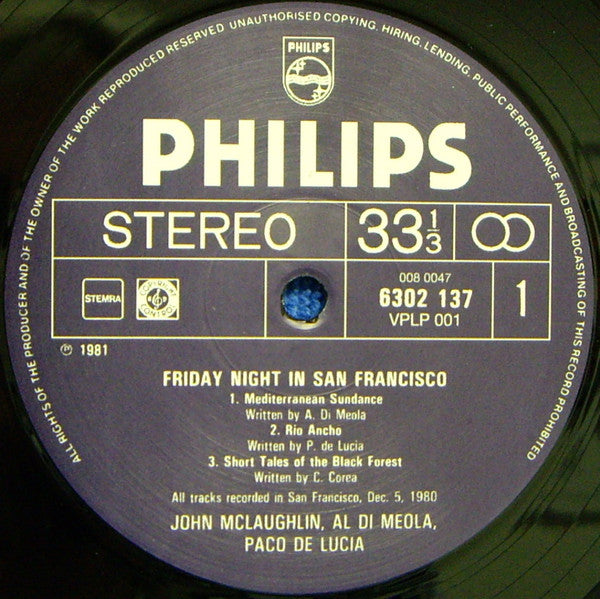 ALL RIGHTS OF THE PRODUCER AND OF THE OWNER OF THE WORK REPRODUCED RESERVED UNAUTHORISED COPYING, HIRING, LENDING, PUBLIC PERFORMANCE AND BROADCASTING OF THIS RECORD PROHIBITED
PHILIPS
PHILIPS
STEREO
33 1/3
STEMRA
COPYRIGHT CONTROL
008 0047
6302 137
VPLP 001
1
℗ 1981
FRIDAY NIGHT IN SAN FRANCISCO
1. Mediterranean Sundance
Written by A. Di Meola
2. Rio Ancho
Written by P. de Lucia
3. Short Tales of the Black Forest
Written by C. Corea
All tracks recorded in San Francisco, Dec. 5, 1980
JOHN MCLAUGHLIN, AL DI MEOLA,
PACO DE LUCIA